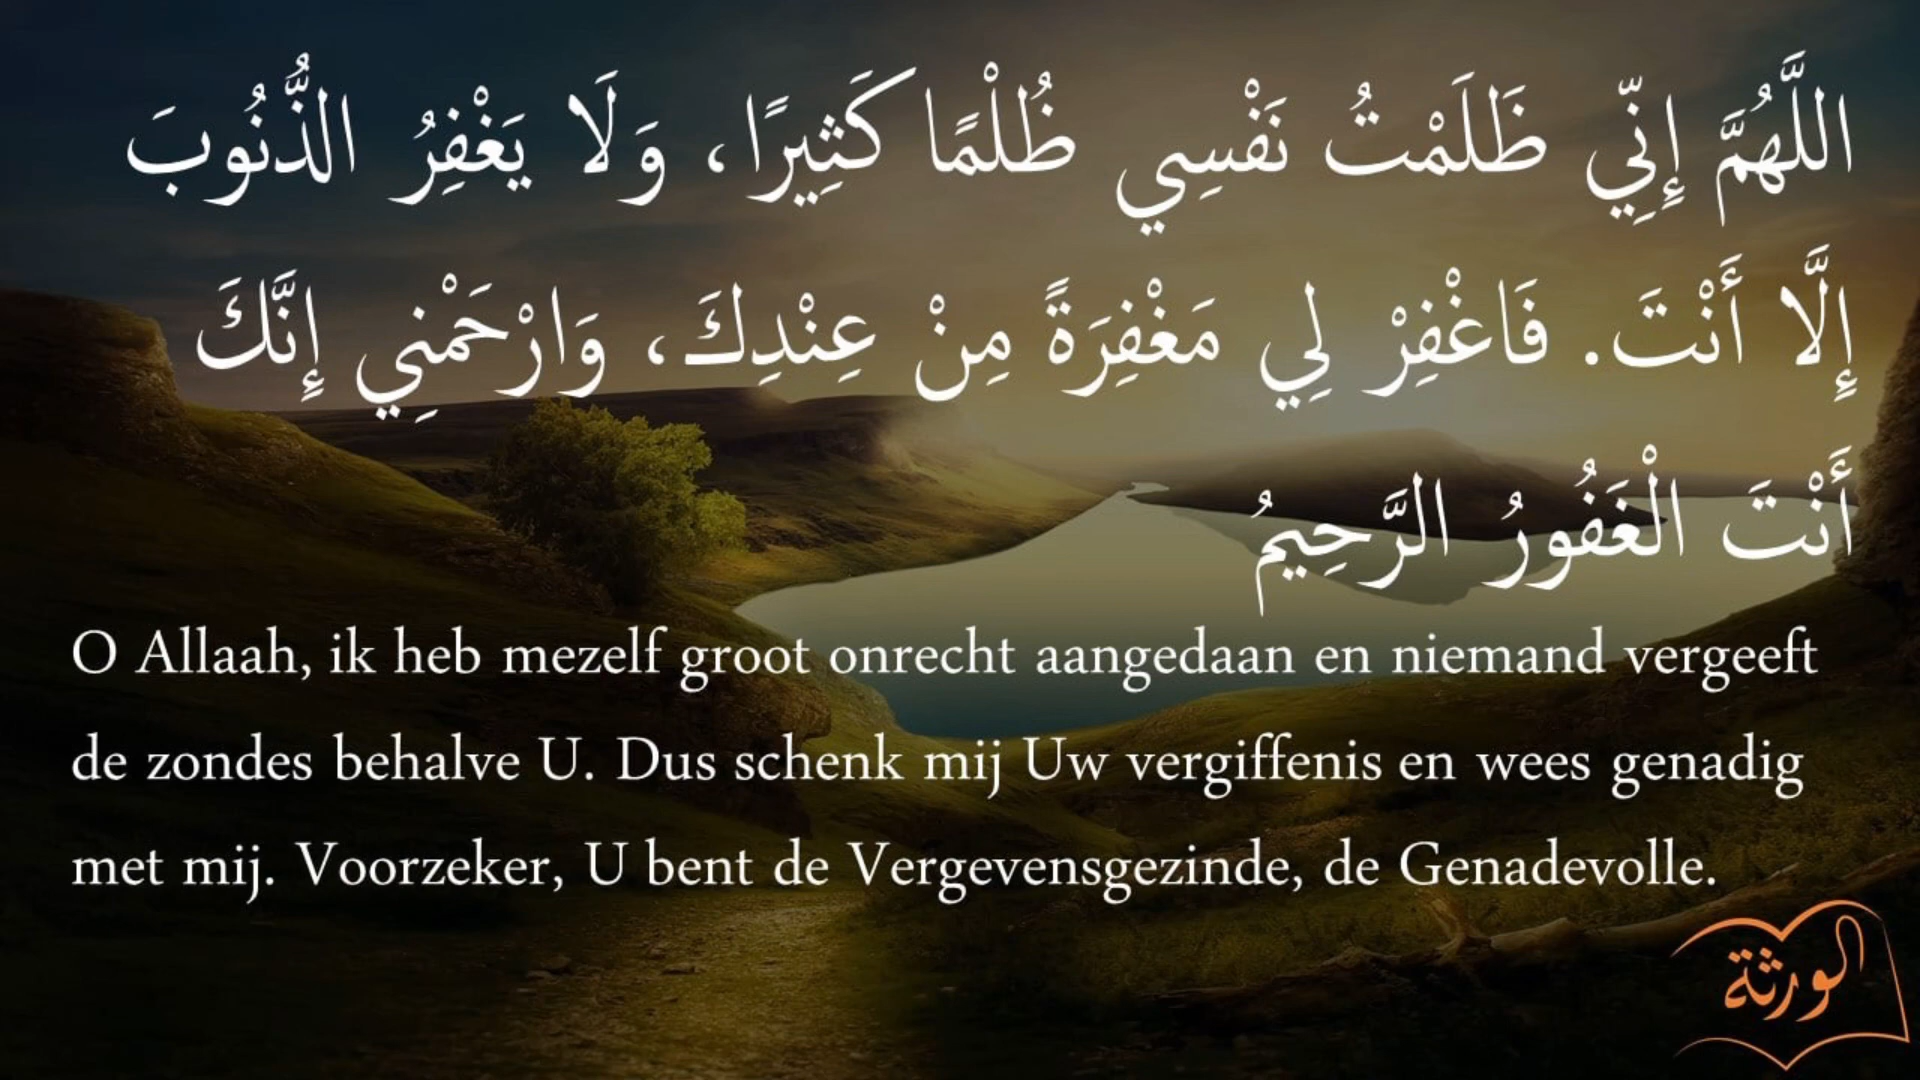 اللَّهُمَّ إِنِّي ظَلَمْتُ نَفْسِي ظُلْمًا كَثِيرًا، وَلَا يَغْفِرُ الذُّنُوبَ
إِلَّا أَنْتَ. فَاغْفِرْ لِي مَغْفِرَةً مِنْ عِنْدِكَ، وَارْحَمْنِي إِنَّكَ
أَنْتَ الْغَفُورُ الرَّحِيمُ
O Allaah, ik heb mezelf groot onrecht aangedaan en niemand vergeeft
de zondes behalve U. Dus schenk mij Uw vergiffenis en wees genadig
met mij. Voorzeker, U bent de Vergevensgezinde, de Genadevolle.
الورثة